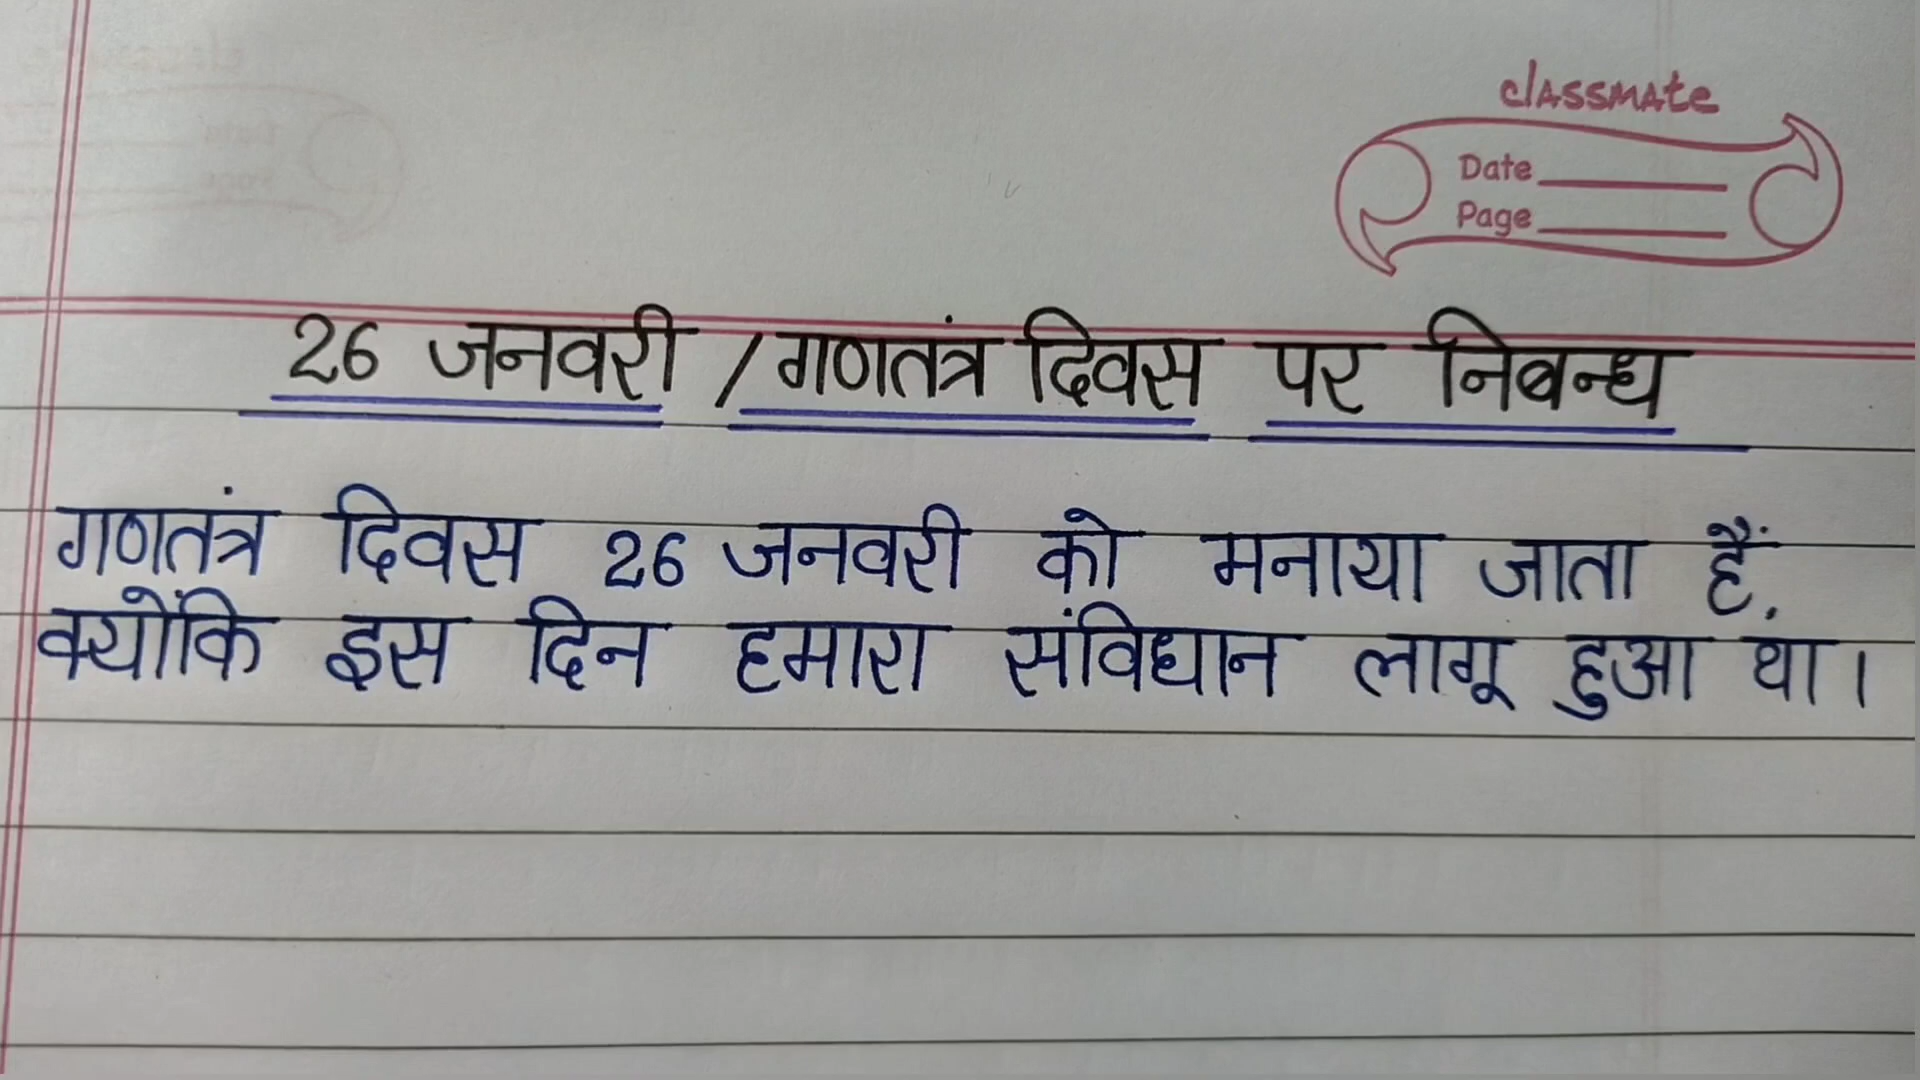 classmate
Date
Page
26 जनवरी / गणतंत्र दिवस पर निबन्ध
गणतंत्र दिवस 26 जनवरी को मनाया जाता हैं,
क्योंकि इस दिन हमारा संविधान लागू हुआ था।